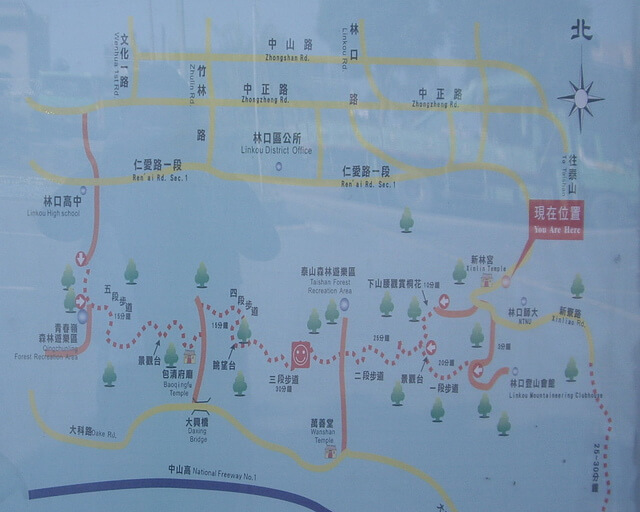 北
中山路
Zhongshan Rd.
文化一路
Wenhua 1st Rd
竹林路
Zhulin Rd
林口路
Linkou Rd.
中正路
Zhongzheng Rd.
中正路
Zhongzheng Rd.
林口區公所
Linkou District Office
往泰山
To Taishan
仁愛路一段
Ren'ai Rd. Sec.1
仁愛路一段
Ren'ai Rd. Sec.1
林口高中
Linkou High school
現在位置
You Are Here
新林宮
Xinlin Temple
泰山森林遊樂區
Taishan Forest
Recreation Area
下山腰觀賞桐花
10分鐘
林口師大
NTNU
新寮路
Xinliao Rd.
五段步道
15分鐘
四段步道
15分鐘
青春嶺
森林遊樂區
Forest Recreation Area
景觀台
包清府廟
Baoqingfu
Temple
眺望台
三段步道
30分鐘
25分鐘
二段步道
景觀台
20分鐘
一段步道
3分鐘
林口登山會館
Linkou Mountaineering Clubhouse
大科路 Dake Rd.
大興橋
Daxing
Bridge
萬善堂
Wanshan
Temple
25~30分鐘
中山高 National Freeway No.1